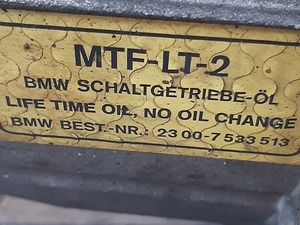 MTF-LT-2
BMW SCHALTGETRIEBE-ÖL
LIFE TIME OIL, NO OIL CHANGE
BMW BEST.-NR.: 23 00-7 533 513